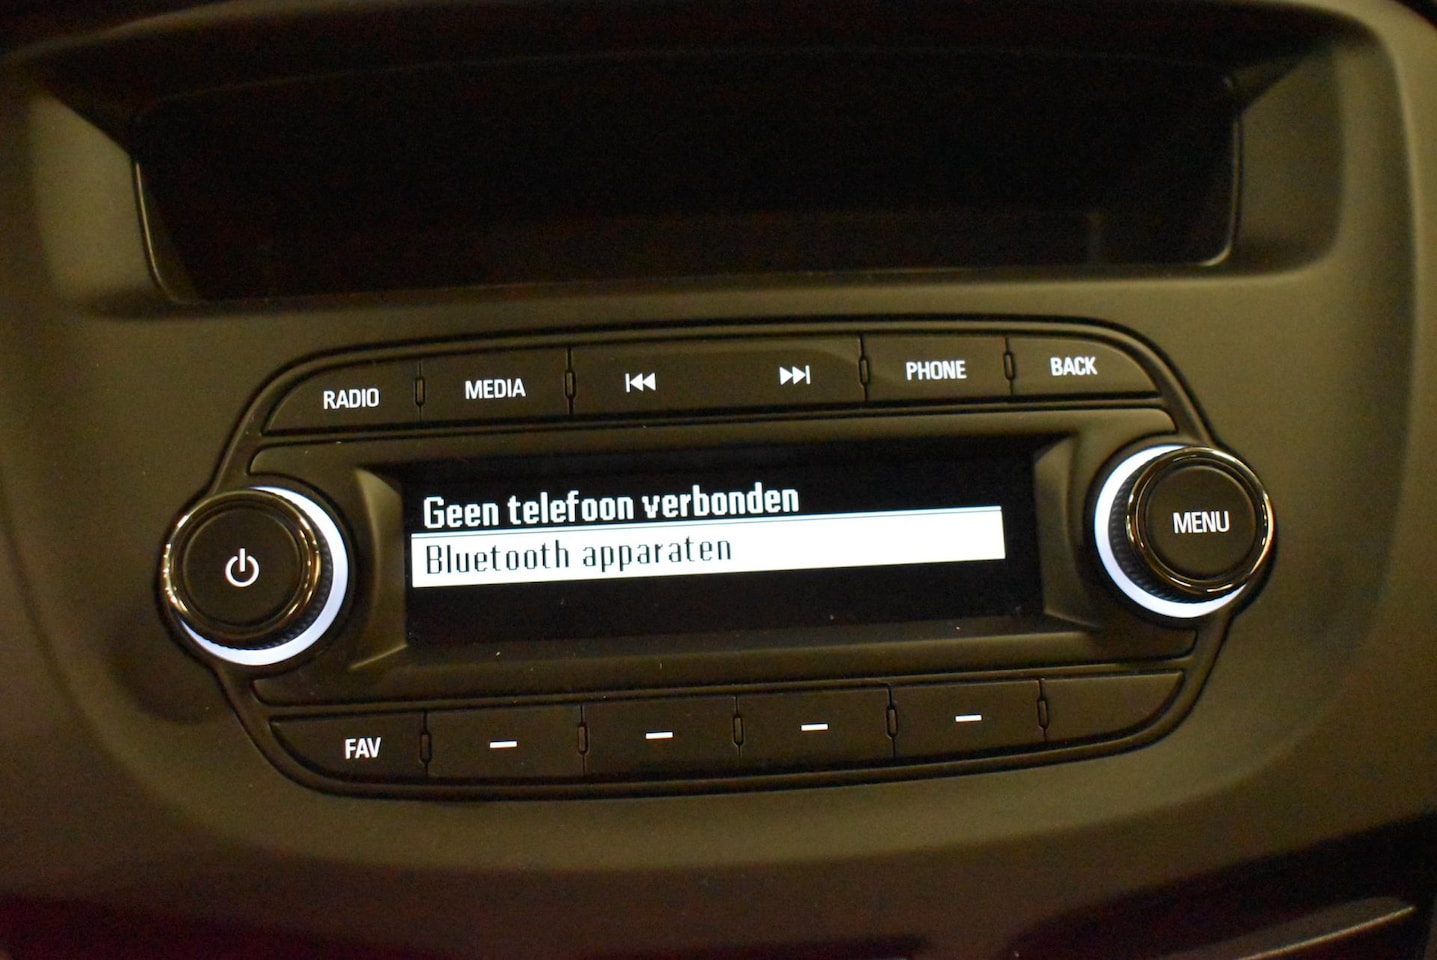 RADIO MEDIA PHONE BACK
Geen telefoon verbonden
Bluetooth apparaten
MENU
FAV